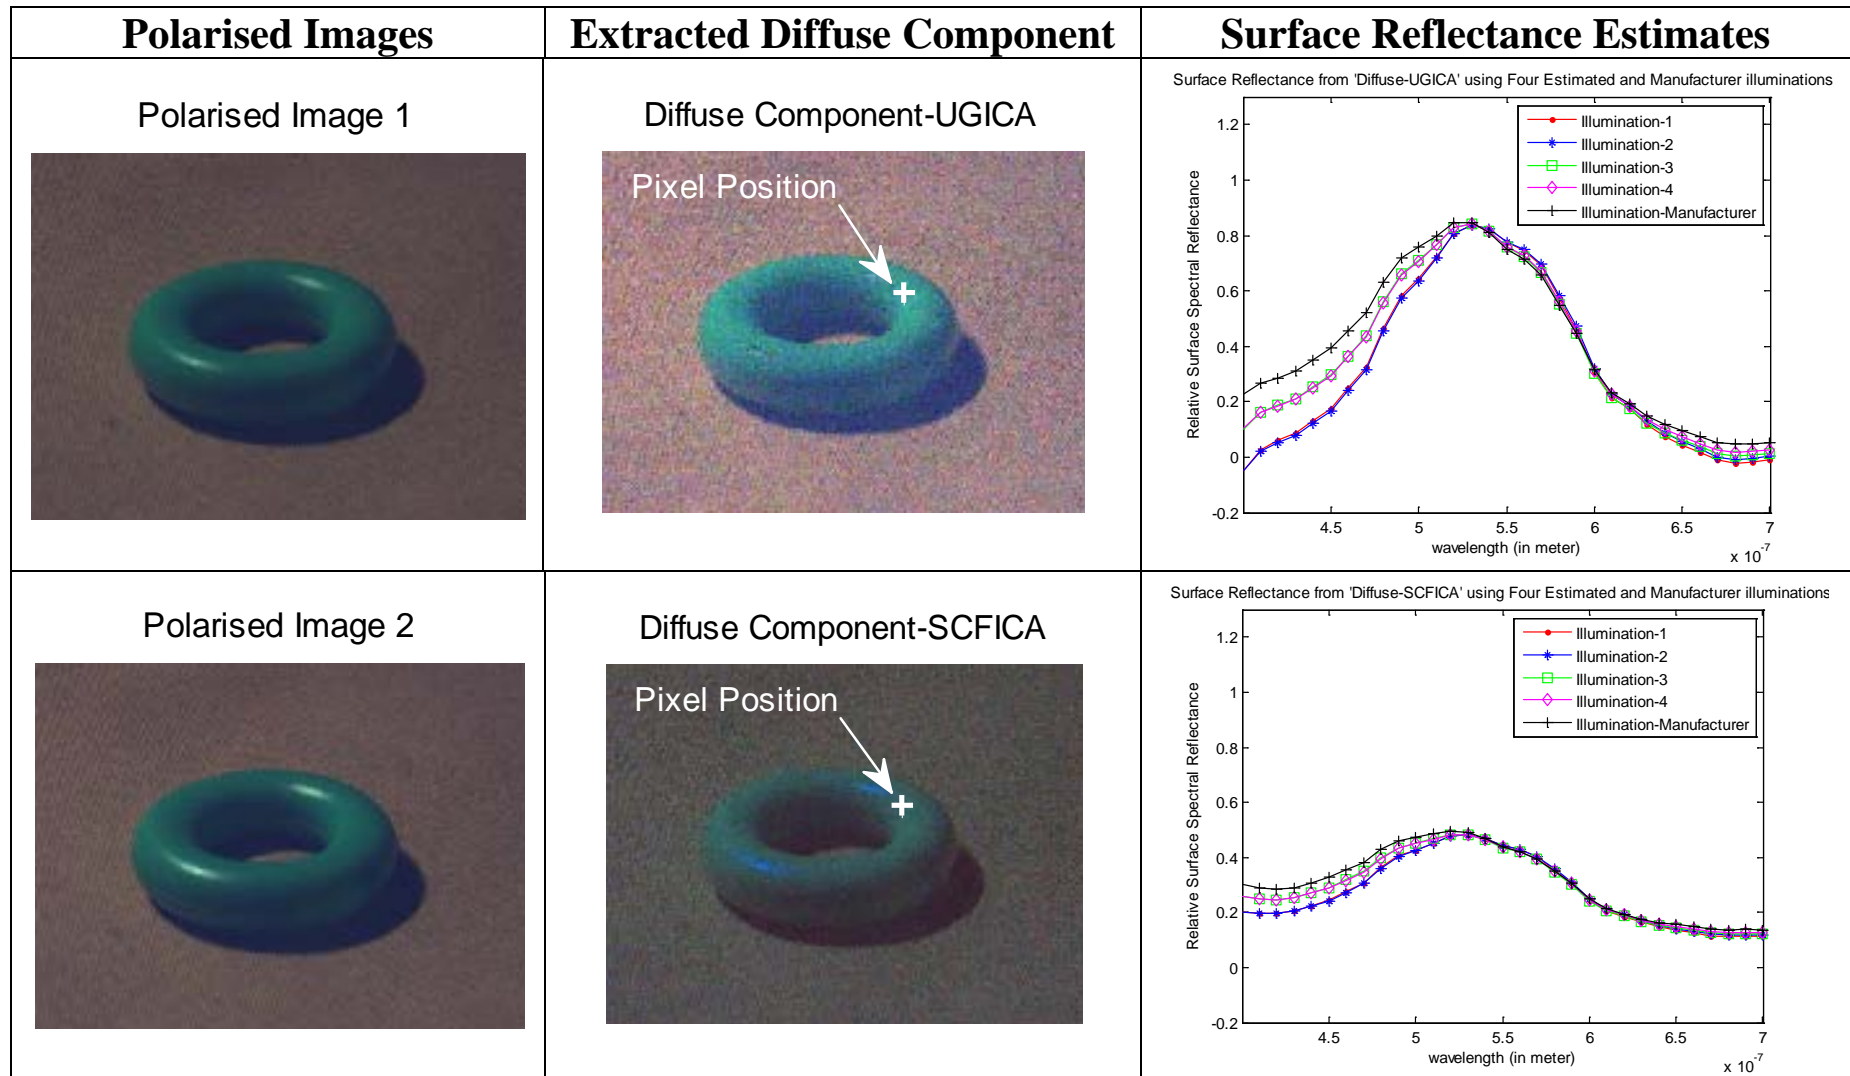 Polarised Images
Extracted Diffuse Component
Surface Reflectance Estimates
Polarised Image 1
Diffuse Component-UGICA
Pixel Position
Surface Reflectance from 'Diffuse-UGICA' using Four Estimated and Manufacturer illuminations
Relative Surface Spectral Reflectance
1.2
1
0.8
0.6
0.4
0.2
0
-0.2
Illumination-1
Illumination-2
Illumination-3
Illumination-4
Illumination-Manufacturer
4.5 5 5.5 6 6.5 7
wavelength (in meter)
x 10-7
Polarised Image 2
Diffuse Component-SCFICA
Pixel Position
Surface Reflectance from 'Diffuse-SCFICA' using Four Estimated and Manufacturer illuminations
Relative Surface Spectral Reflectance
1.2
1
0.8
0.6
0.4
0.2
0
-0.2
Illumination-1
Illumination-2
Illumination-3
Illumination-4
Illumination-Manufacturer
4.5 5 5.5 6 6.5 7
wavelength (in meter)
x 10-7